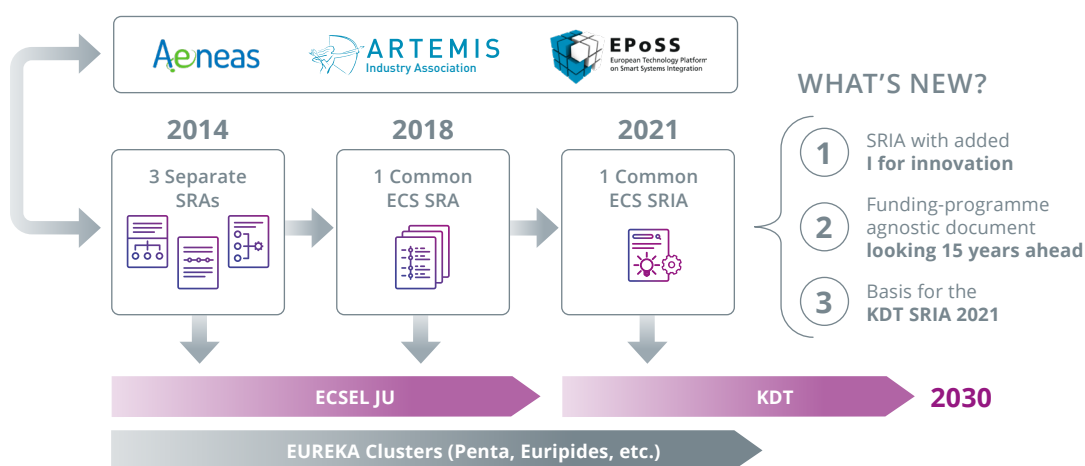 Aeneas
ARTEMIS
Industry Association
EPoSS
European Technology Platform
on Smart Systems Integration
WHAT'S NEW?
2014
2018
2021
3 Separate
SRAs
1 Common
ECS SRA
1 Common
ECS SRIA
1
SRIA with added
I for innovation
2
Funding-programme
agnostic document
looking 15 years ahead
3
Basis for the
KDT SRIA 2021
ECSEL JU
KDT
2030
EUREKA Clusters (Penta, Euripides, etc.)